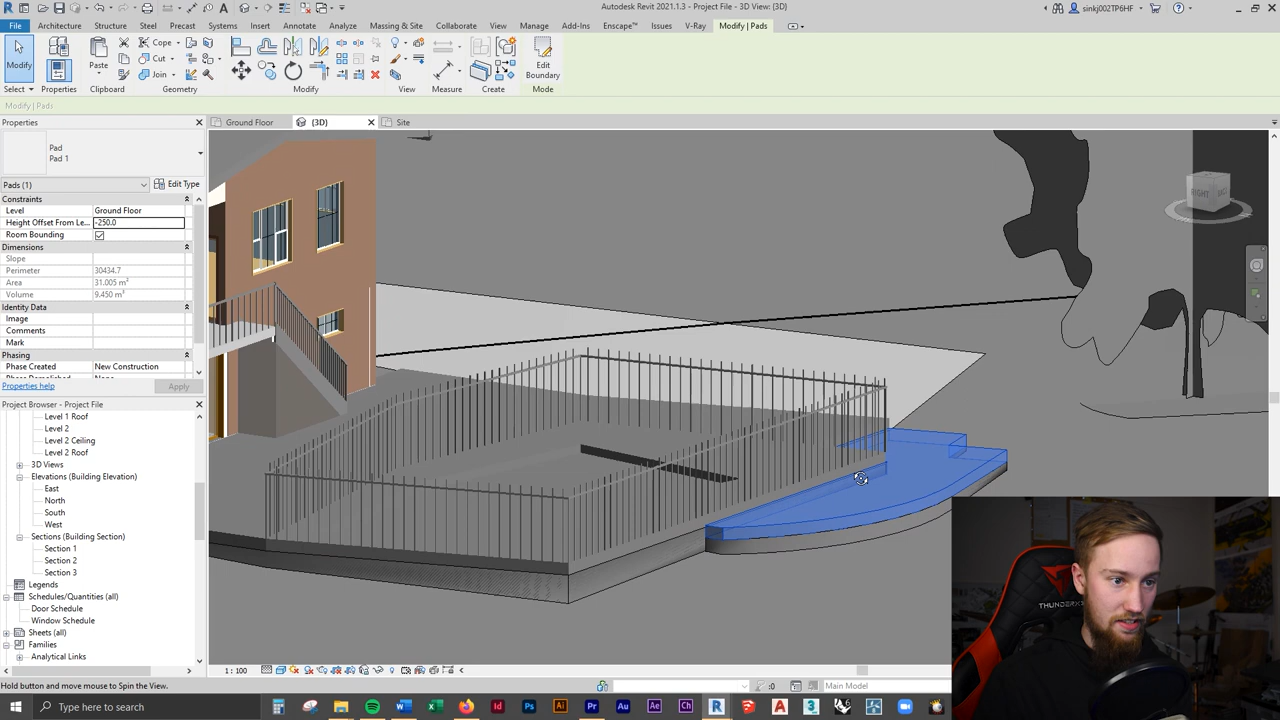 Autodesk Revit 2021.1.3 - Project File - 3D View: {3D}
sinkj002TP6HF
File Architecture Structure Steel Precast Systems Insert Annotate Analyze Massing & Site Collaborate View Manage Add-Ins Enscape™ Issues V-Ray Modify | Pads
Modify
Paste
Cope
Cut
Join
Edit Boundary
Select Properties Clipboard Geometry Modify View Measure Create Mode
Modify | Pads
Properties
Ground Floor {3D} Site
Pad
Pad 1
Pads (1) Edit Type
Constraints
Level Ground Floor
Height Offset From Le... -250.0
Room Bounding
Dimensions
Slope
Perimeter 30434.7
Area 31.005 m²
Volume 9.450 m³
Identity Data
Image
Comments
Mark
Phasing
Phase Created New Construction
Properties help Apply
Project Browser - Project File
Level 1 Roof
Level 2
Level 2 Ceiling
Level 2 Roof
3D Views
Elevations (Building Elevation)
East
North
South
West
Sections (Building Section)
Section 1
Section 2
Section 3
Legends
Schedules/Quantities (all)
Door Schedule
Window Schedule
Sheets (all)
Families
Analytical Links
RIGHT
1 : 100
Hold button and move mouse to Spin the View.
:0 Main Model
Type here to search
THUNDERX3